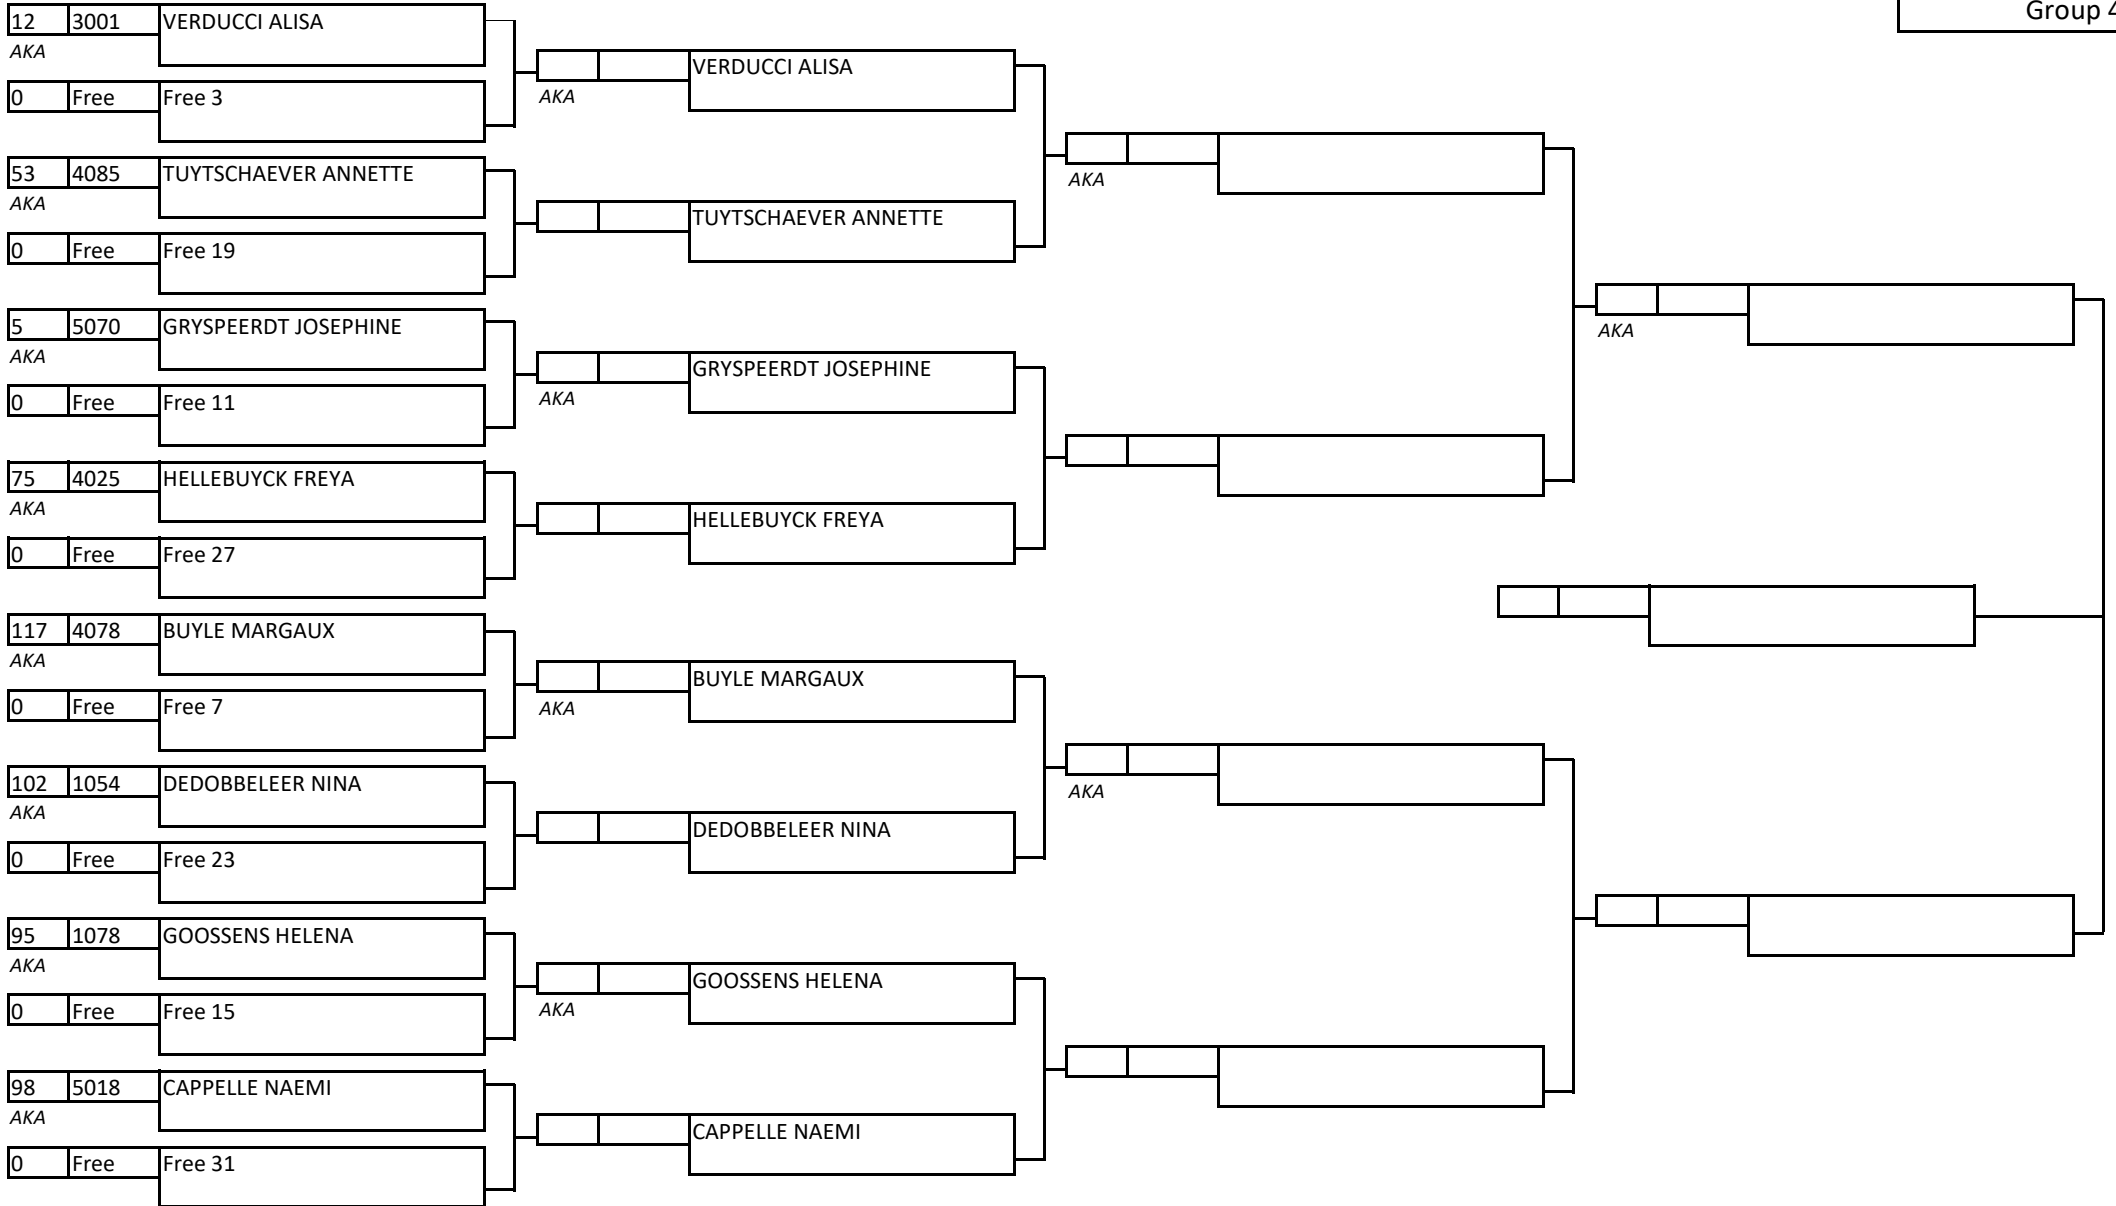 Group 4
12 3001 VERDUCCI ALISA
AKA
0 Free Free 3
53 4085 TUYTSCHAEVER ANNETTE
AKA
0 Free Free 19
5 5070 GRYSPEERDT JOSEPHINE
AKA
0 Free Free 11
75 4025 HELLEBUYCK FREYA
AKA
0 Free Free 27
117 4078 BUYLE MARGAUX
AKA
0 Free Free 7
102 1054 DEDOBBELEER NINA
AKA
0 Free Free 23
95 1078 GOOSSENS HELENA
AKA
0 Free Free 15
98 5018 CAPPELLE NAEMI
AKA
0 Free Free 31
VERDUCCI ALISA
AKA
TUYTSCHAEVER ANNETTE
GRYSPEERDT JOSEPHINE
AKA
HELLEBUYCK FREYA
BUYLE MARGAUX
AKA
DEDOBBELEER NINA
GOOSSENS HELENA
AKA
CAPPELLE NAEMI
AKA
AKA
AKA